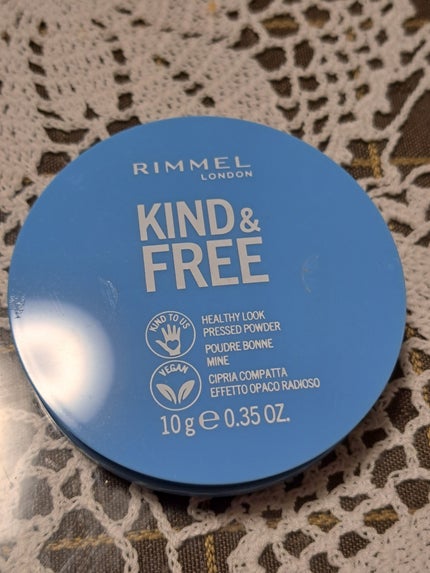 RIMMEL
LONDON
KIND &
FREE
KIND TO US
HEALTHY LOOK
PRESSED POWDER
POUDRE BONNE
MINE
VEGAN
CIPRIA COMPATTA
EFFETTO OPACO RADIOSO
10 g e 0.35 OZ.